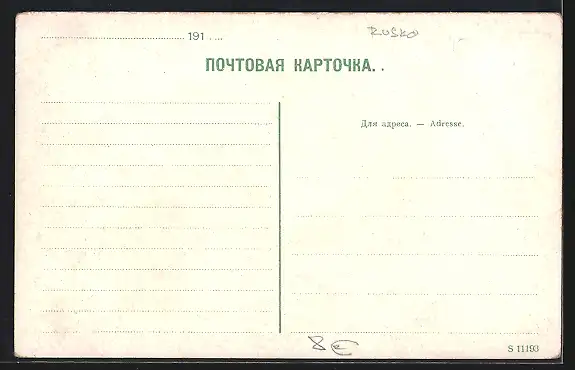 191 ....
Rusko
ПОЧТОВАЯ КАРТОЧКА. .
Для адреса. — Adresse.
8€
S 11193